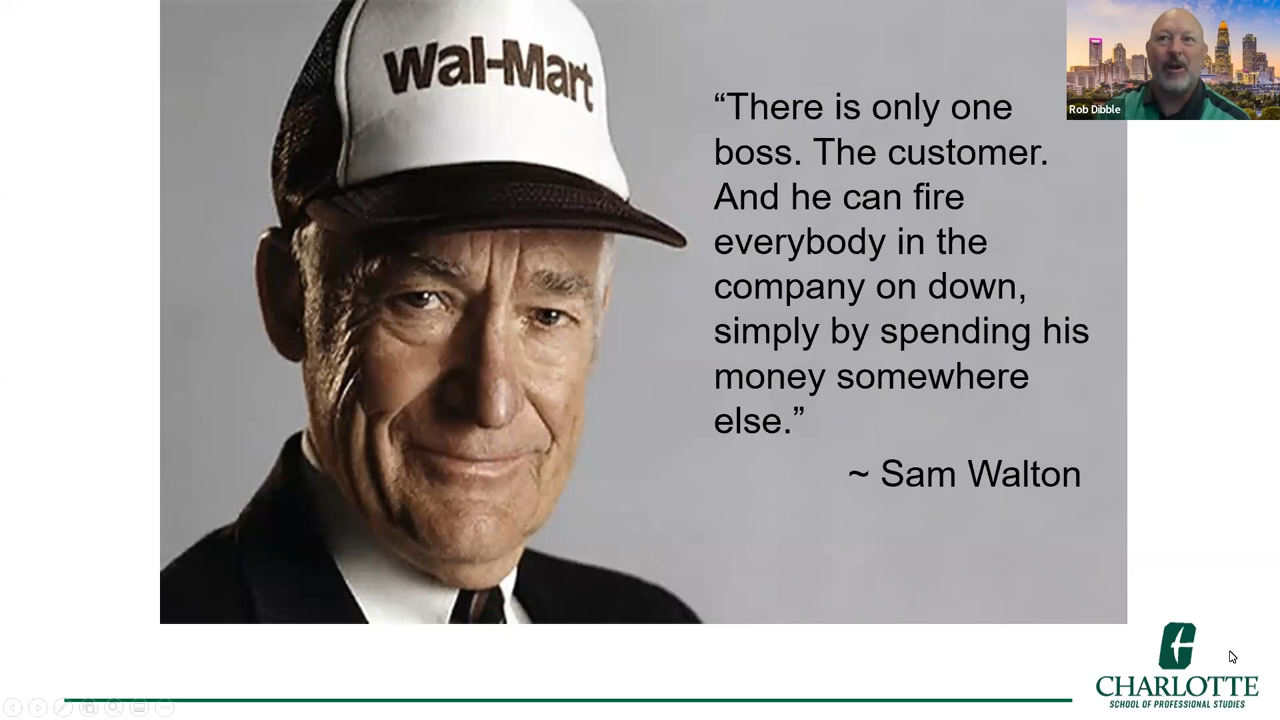 Wal-Mart
“There is only one
boss. The customer.
And he can fire
everybody in the
company on down,
simply by spending his
money somewhere
else.”
~ Sam Walton
Rob Dibble
CHARLOTTE
SCHOOL OF PROFESSIONAL STUDIES